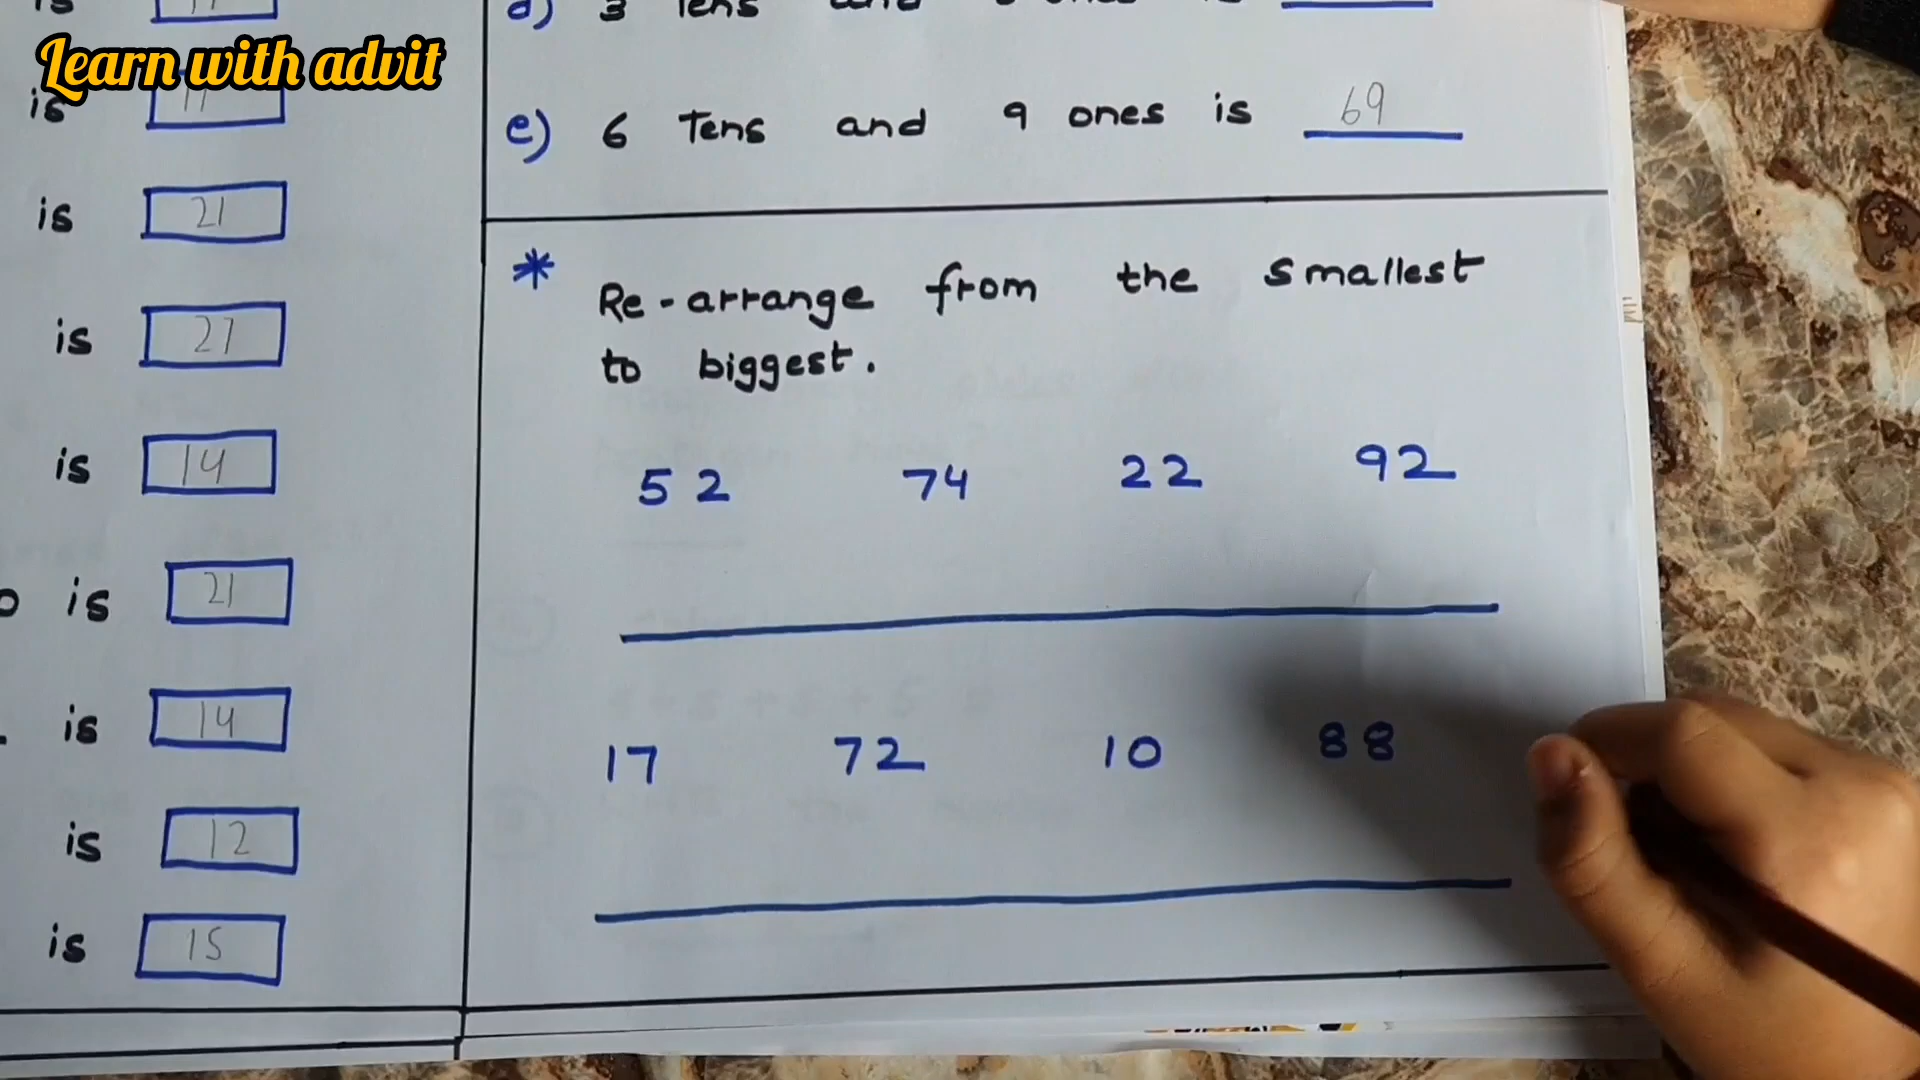 Learn with advit
is
is 21
is 27
is 14
is 21
is 14
is 12
is 15
e) 6 Tens and 9 ones is 69
* Re-arrange from the smallest
to biggest.
52 74 22 92
17 72 10 88